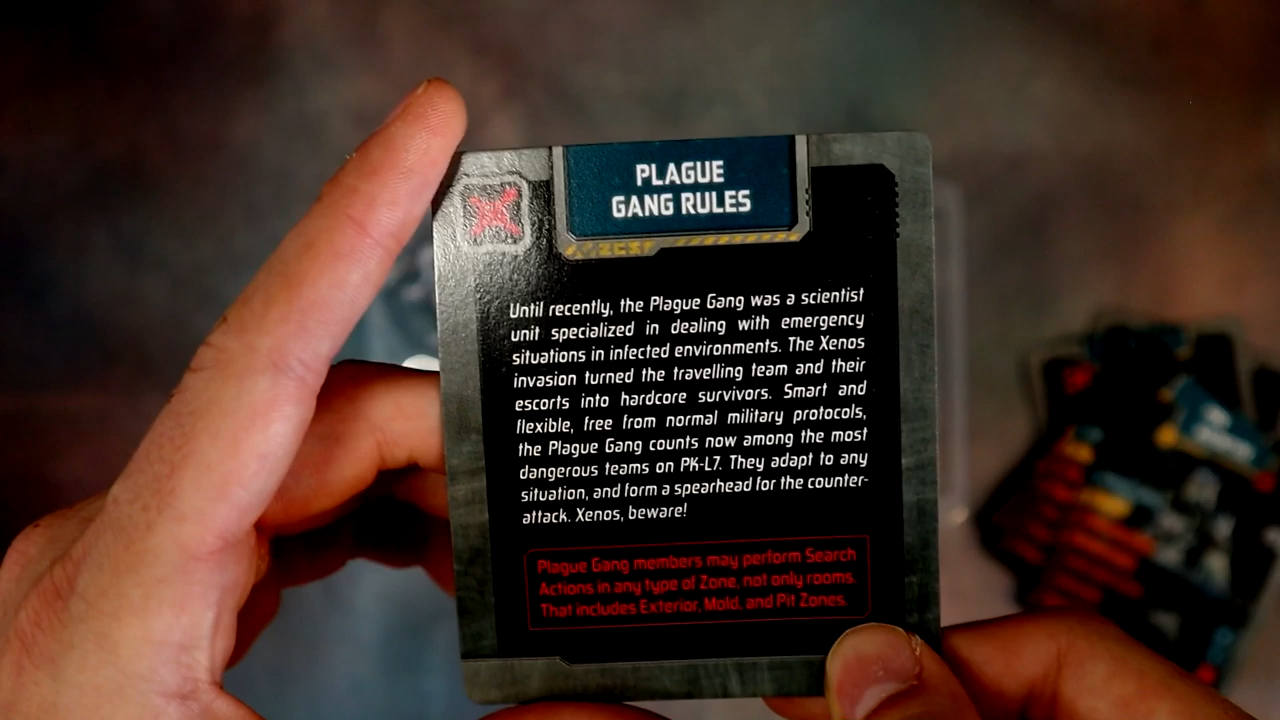 PLAGUE
GANG RULES
Until recently, the Plague Gang was a scientist
unit specialized in dealing with emergency
situations in infected environments. The Xenos
invasion turned the travelling team and their
escorts into hardcore survivors. Smart and
flexible, free from normal military protocols,
the Plague Gang counts now among the most
dangerous teams on PK-L7. They adapt to any
situation, and form a spearhead for the counter-
attack. Xenos, beware!
Plague Gang members may perform Search
Actions in any type of Zone, not only rooms.
That includes Exterior, Mold, and Pit Zones.